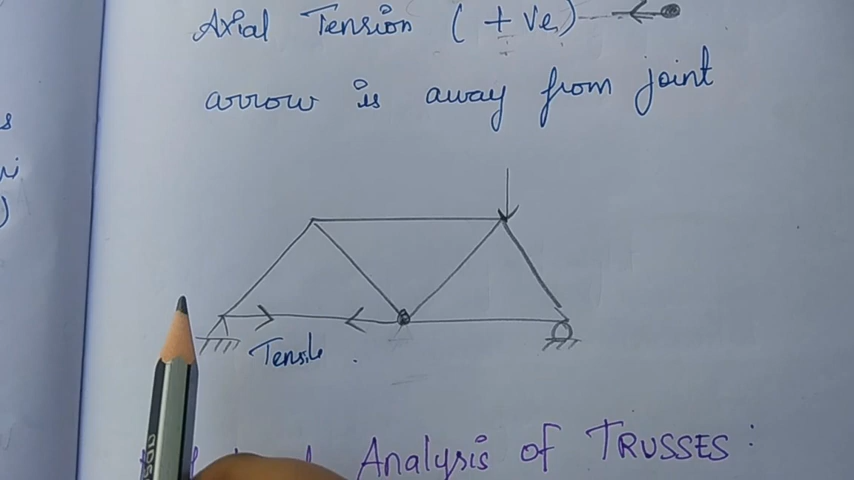 Axial Tension (+ve)
arrow is away from joint
Tensile
Analysis of TRUSSES: